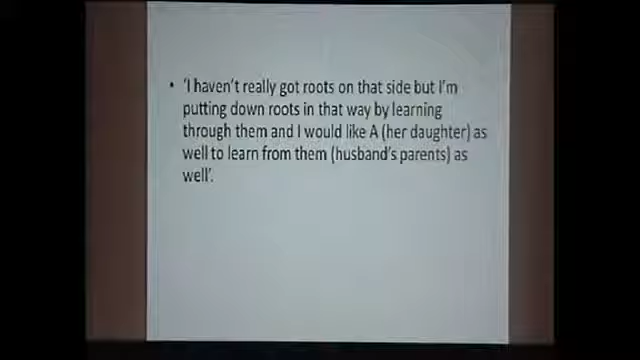 • 'I haven't really got roots on that side but I'm
putting down roots in that way by learning
through them and I would like A (her daughter) as
well to learn from them (husband's parents) as
well'.